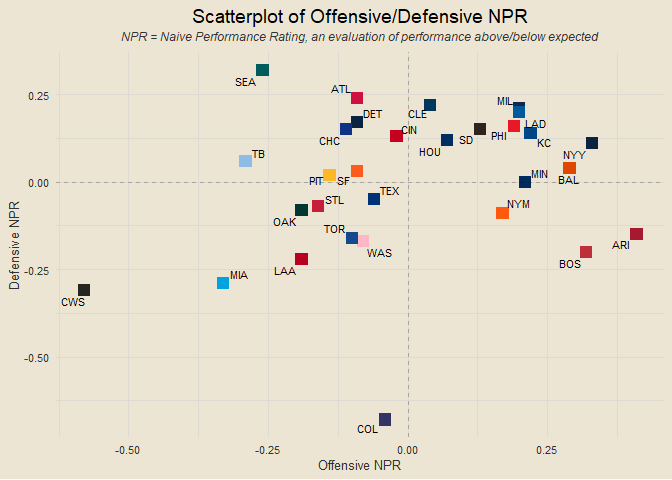 Scatterplot of Offensive/Defensive NPR
NPR = Naive Performance Rating, an evaluation of performance above/below expected
SEA
ATL
0.25
MIL
CLE
DET
LAD
CIN
CHC
SD
PHI
KC
HOU
TB
NYY
0.00
PIT
SF
MIN
BAL
TEX
STL
NYM
OAK
TOR
ARI
WAS
BOS
-0.25
LAA
MIA
CWS
-0.50
COL
-0.50
-0.25
0.00
0.25
Offensive NPR
Defensive NPR